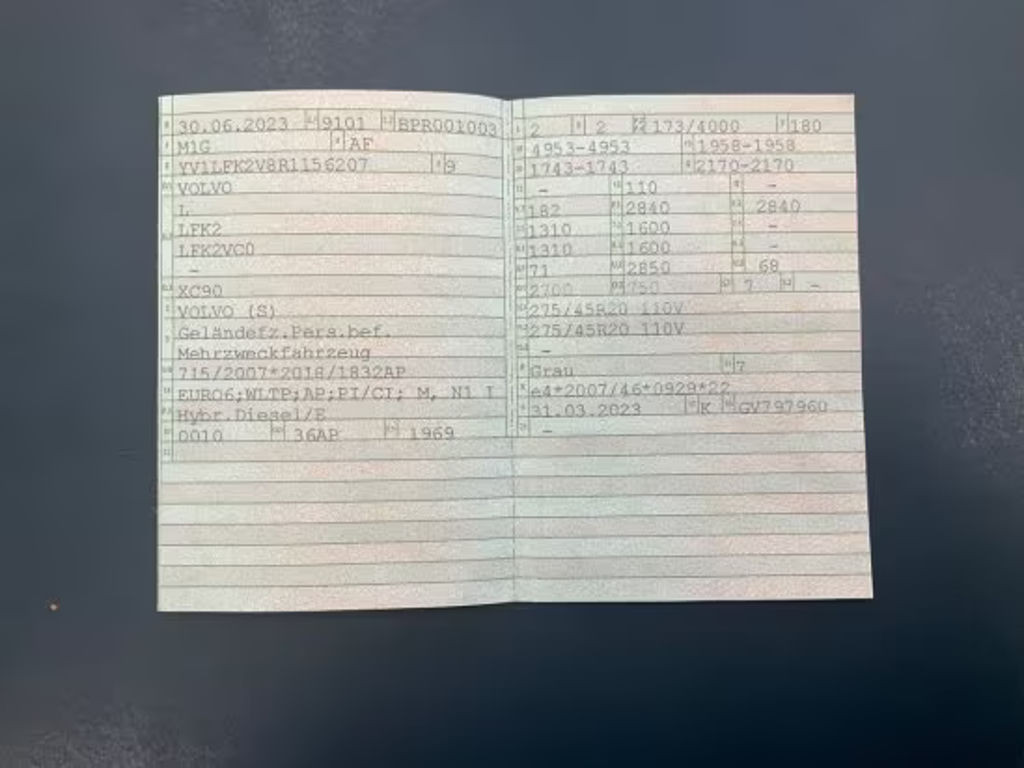 30.06.2023 9101 BPR001003
M1G AF
YV1LFK2V8R1156207 9
VOLVO
L
LFK2
LFK2VC0
-
XC90
VOLVO (S)
Geländefz.Pers.bef.
Mehrzweckfahrzeug
715/2007*2018/1832AP
EURO6;WLTP;AP;PI/CI; M, N1 I
Hybr.Diesel/E
0010 36AP 1969
2 2 173/4000 180
4953-4953 1958-1958
1743-1743 2170-2170
- 110 -
182 2840 2840
1310 1600 -
1310 1600 -
71 2850 68
2700 750 7 -
275/45R20 110V
275/45R20 110V
-
Grau 7
e4*2007/46*0929*22
31.03.2023 K GV797960
-